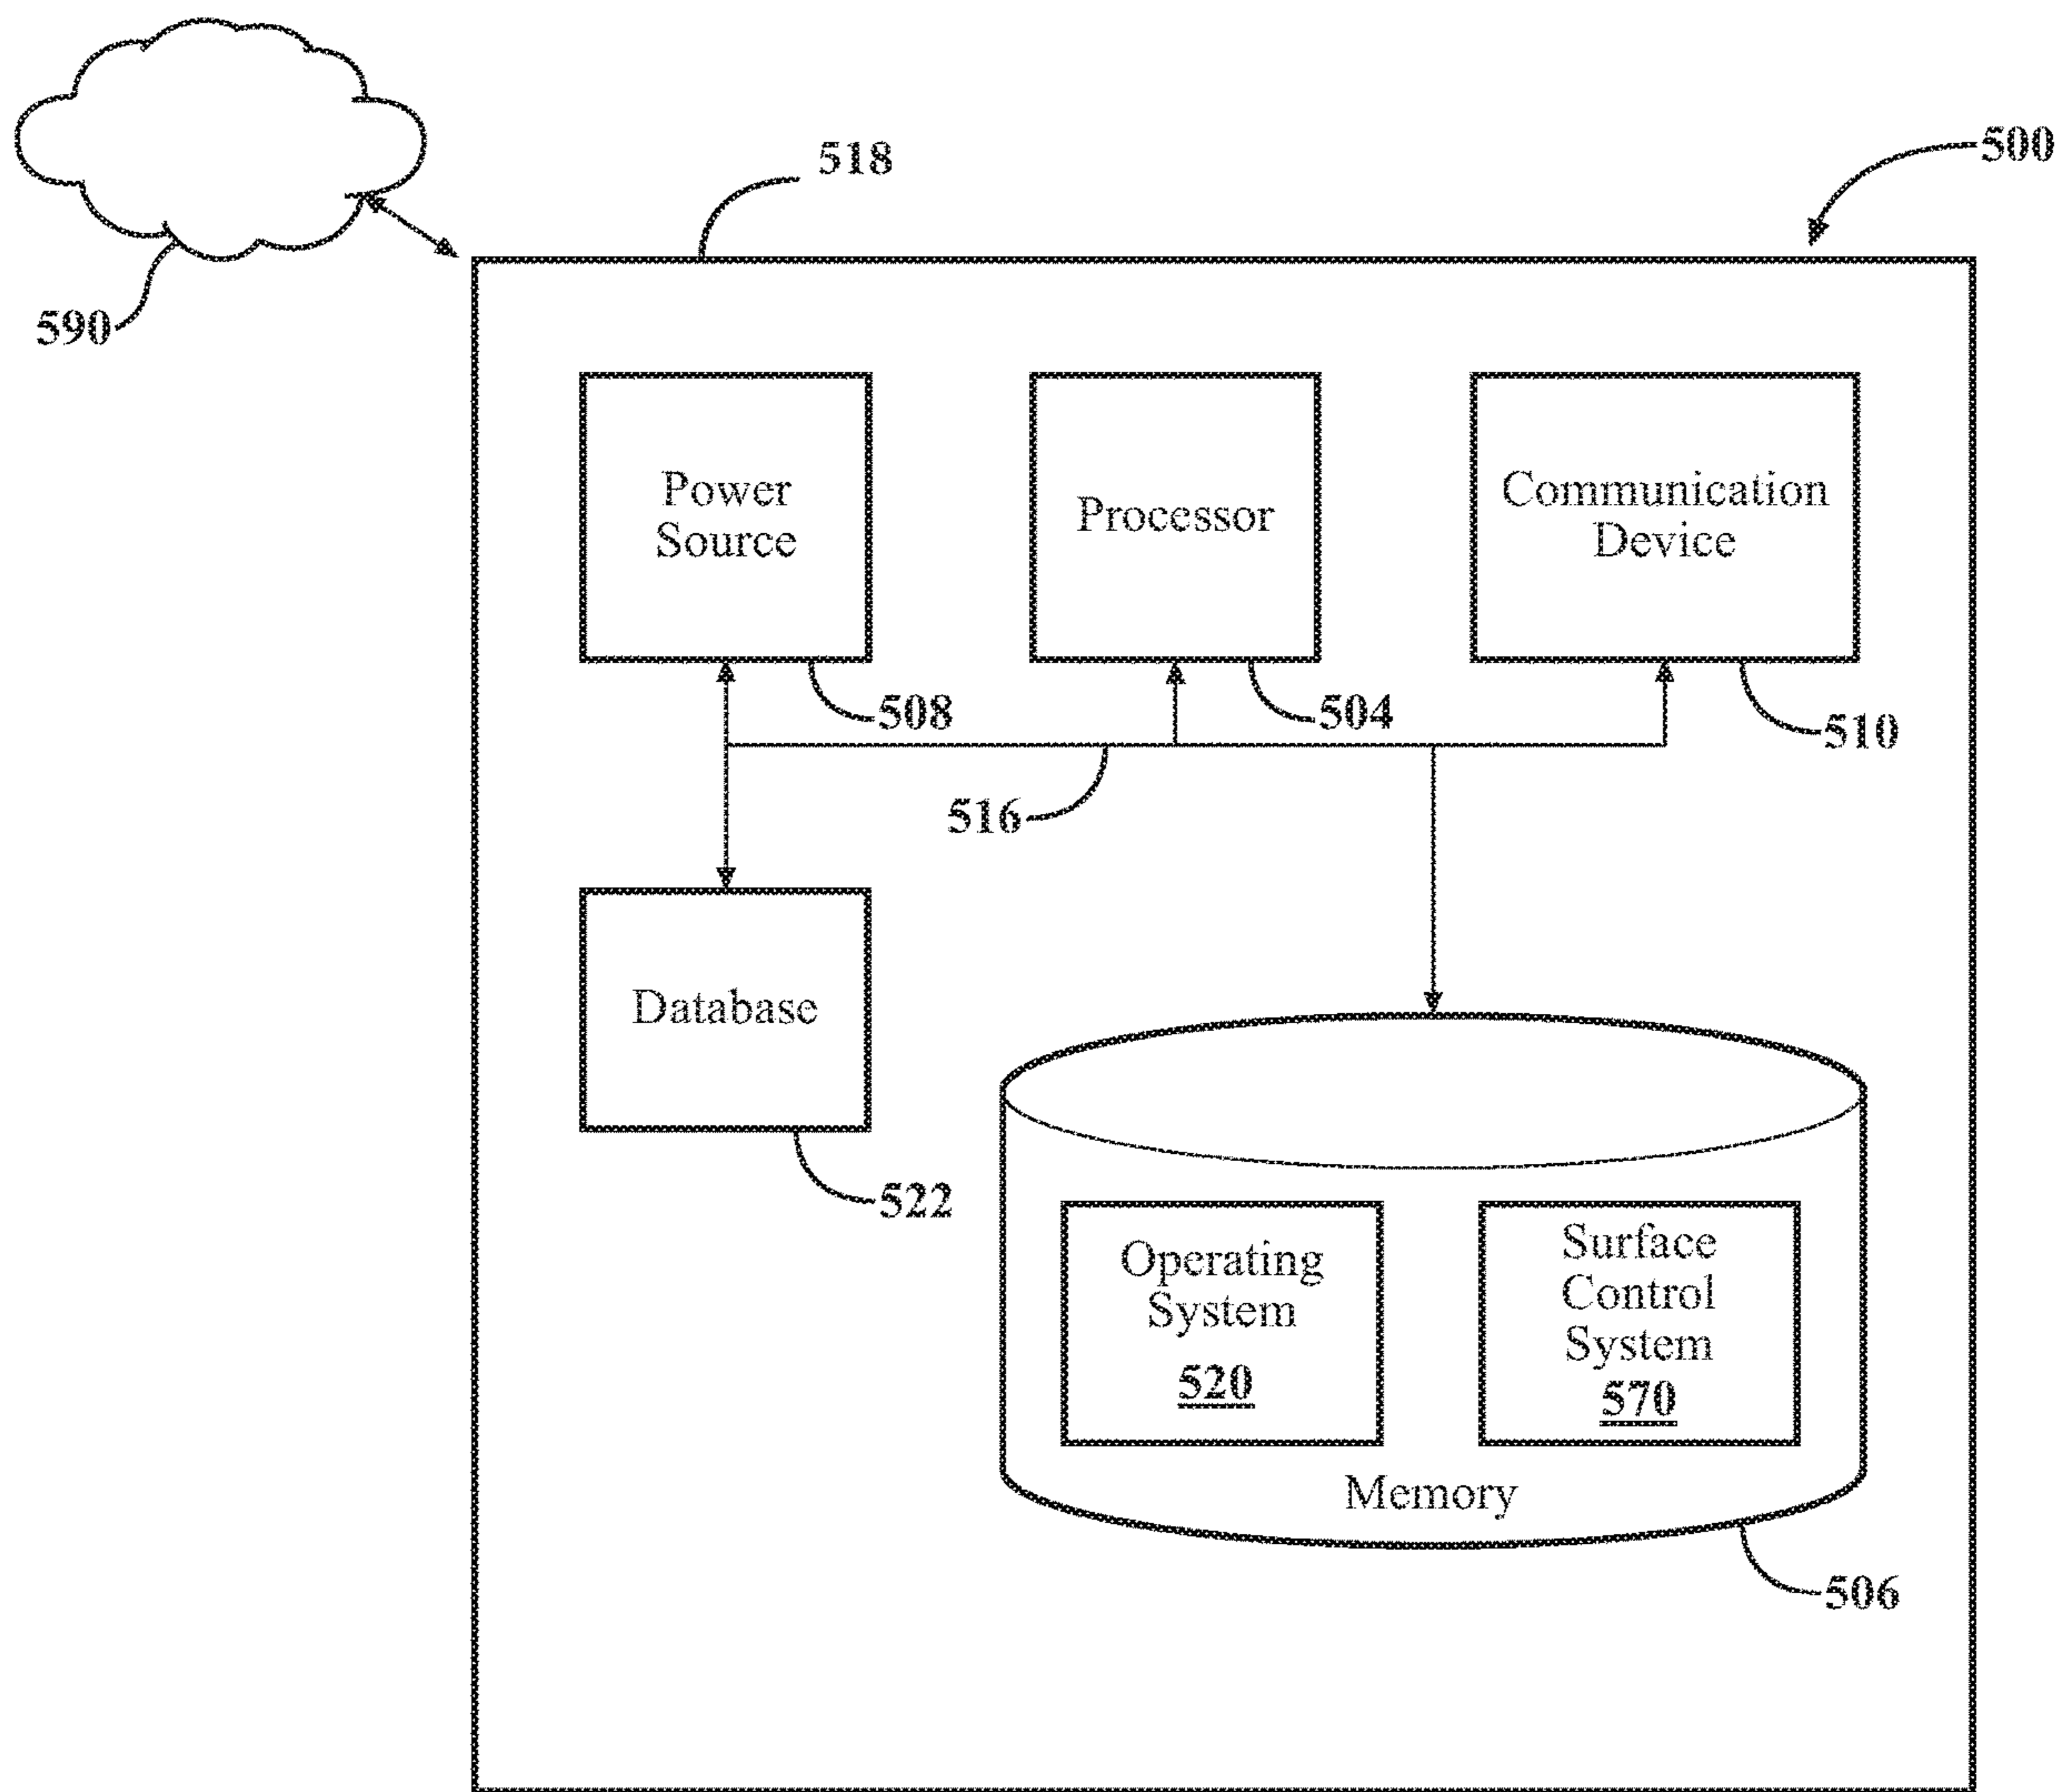 500
518
590
Power
Source
Processor
Communication
Device
508
504
510
516
Database
522
Operating
System
520
Surface
Control
System
570
Memory
506